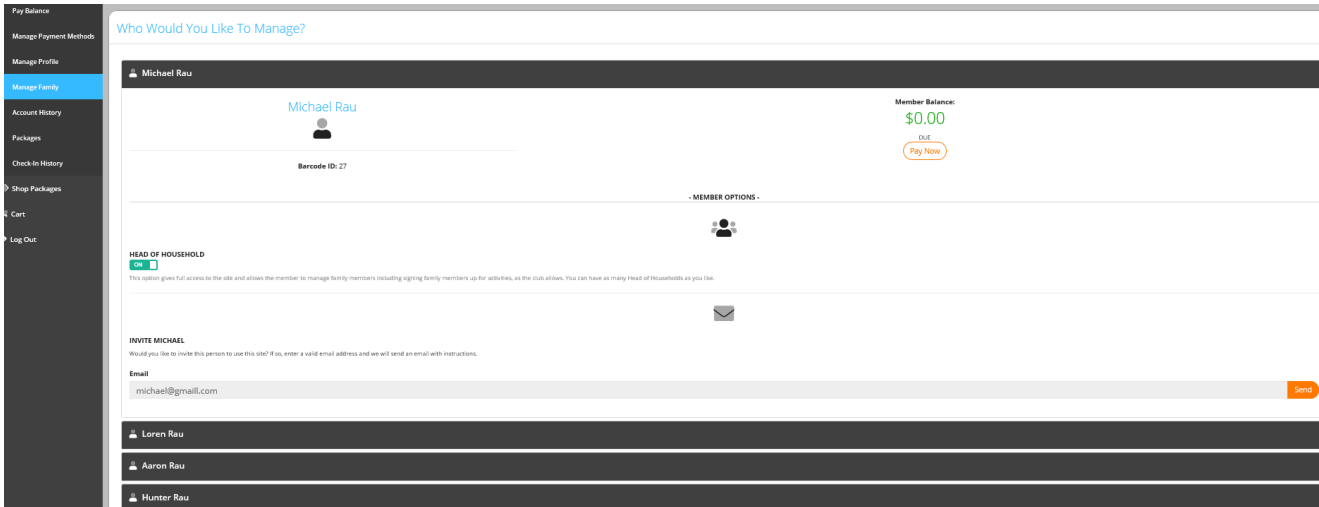 Pay Balance
Manage Payment Methods
Manage Profile
Manage Family
Account History
Packages
Check-In History
Shop Packages
Cart
Log Out
Who Would You Like To Manage?
Michael Rau
Michael Rau
Barcode ID: 27
Member Balance:
$0.00
DUE
Pay Now
- MEMBER OPTIONS -
HEAD OF HOUSEHOLD
ON
This option gives full access to the site and allows the member to manage family members including signing family members up for activities, as the club allows. You can have as many Head of Households as you like.
INVITE MICHAEL
Would you like to invite this person to use this site? If so, enter a valid email address and we will send an email with instructions.
Email
michael@gmaill.com
Send
Loren Rau
Aaron Rau
Hunter Rau